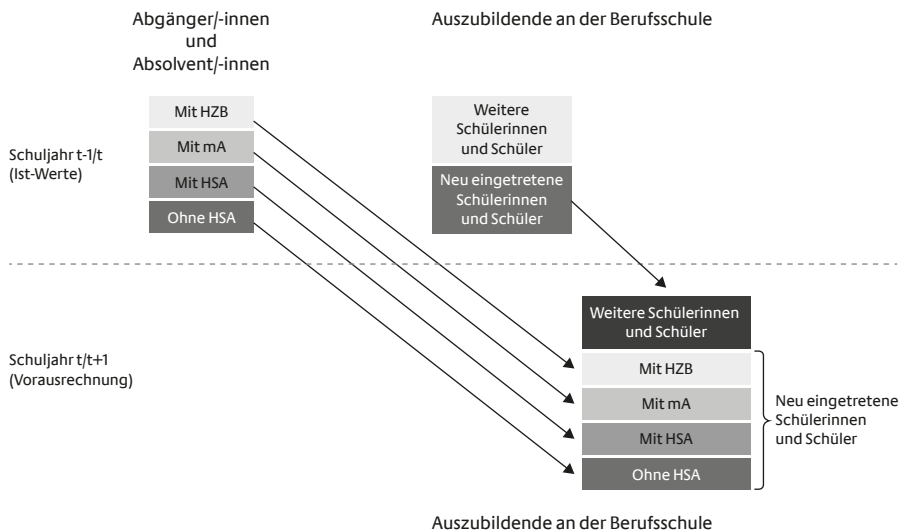 Abgänger/-innen
und
Absolvent/-innen
Auszubildende an der Berufsschule
Schuljahr t-1/t
(Ist-Werte)
Mit HZB
Mit mA
Mit HSA
Ohne HSA
Weitere
Schülerinnen
und Schüler
Neu eingetretene
Schülerinnen
und Schüler
Schuljahr t/t+1
(Vorausrechnung)
Weitere Schülerinnen
und Schüler
Mit HZB
Mit mA
Mit HSA
Ohne HSA
Neu eingetretene
Schülerinnen
und Schüler
Auszubildende an der Berufsschule